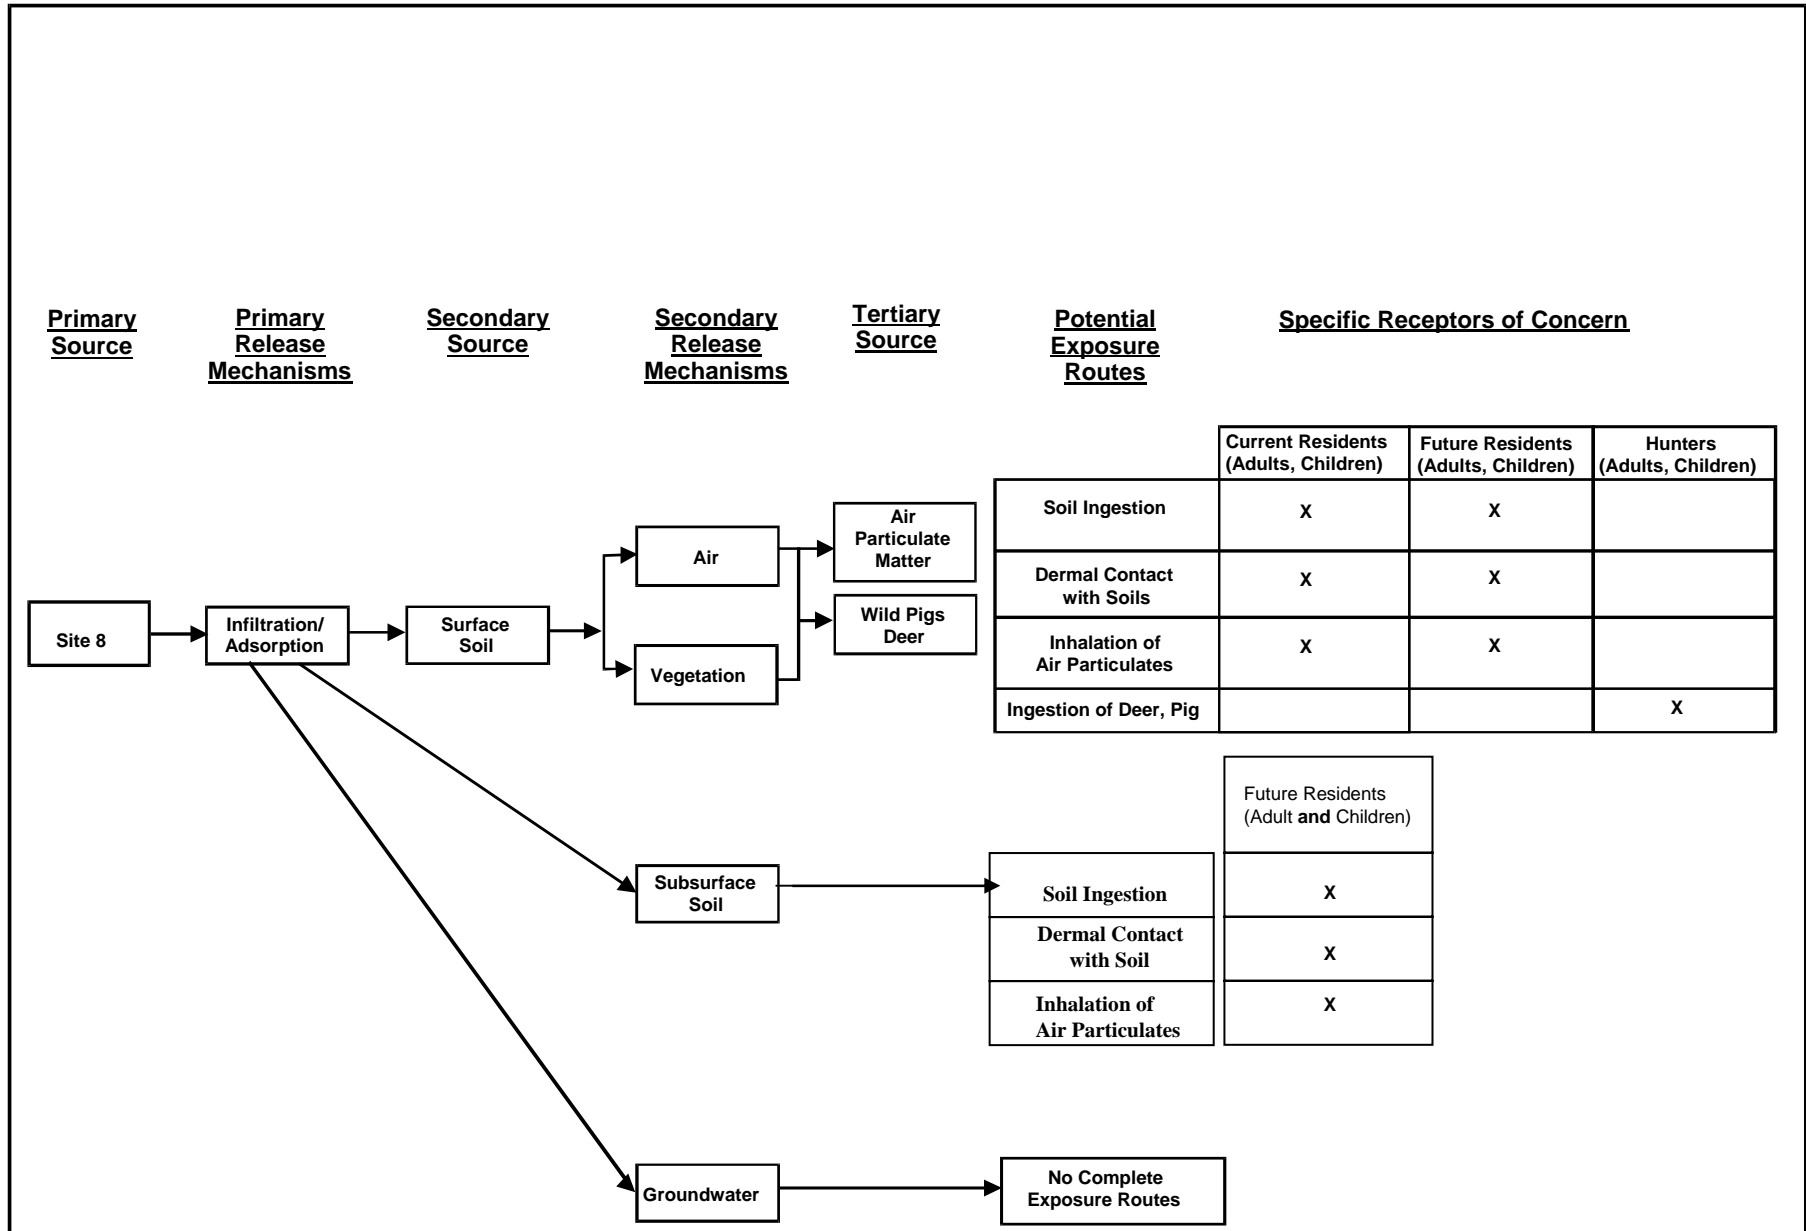 Primary
Source
Primary
Release
Mechanisms
Secondary
Source
Secondary
Release
Mechanisms
Tertiary
Source
Potential
Exposure
Routes
Specific Receptors of Concern
Current Residents
(Adults, Children)
Future Residents
(Adults, Children)
Hunters
(Adults, Children)
Site 8
Infiltration/
Adsorption
Surface
Soil
Air
Vegetation
Air
Particulate
Matter
Wild Pigs
Deer
Soil Ingestion
X
X
Dermal Contact
with Soils
X
X
Inhalation of
Air Particulates
X
X
Ingestion of Deer, Pig
X
Future Residents
(Adult and Children)
Subsurface
Soil
Soil Ingestion
X
Dermal Contact
with Soil
X
Inhalation of
Air Particulates
X
Groundwater
No Complete
Exposure Routes